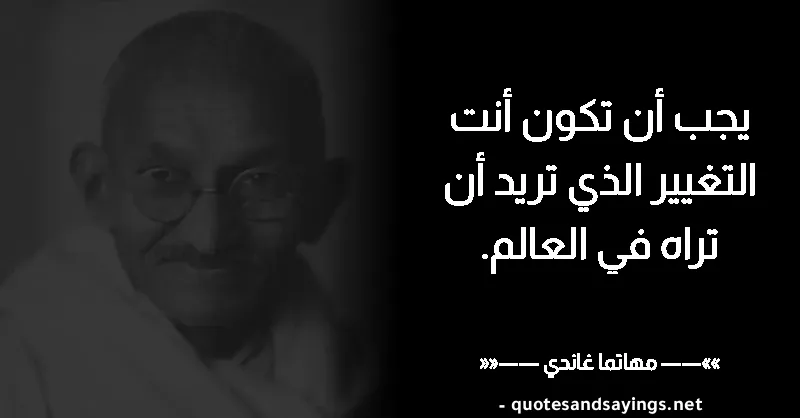 يجب أن تكون أنت
التغيير الذي تريد أن
تراه في العالم.
»»—— مهاتما غاندي ——««
- quotesandsayings.net